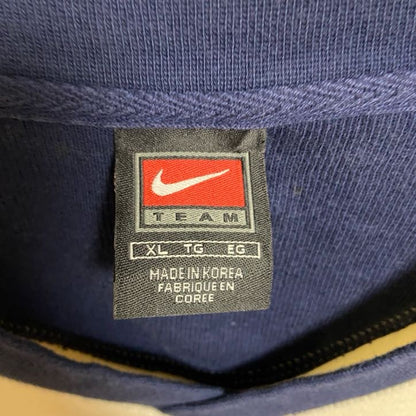 TEAM
XL TG EG
MADE IN KOREA
FABRIQUE EN
COREE